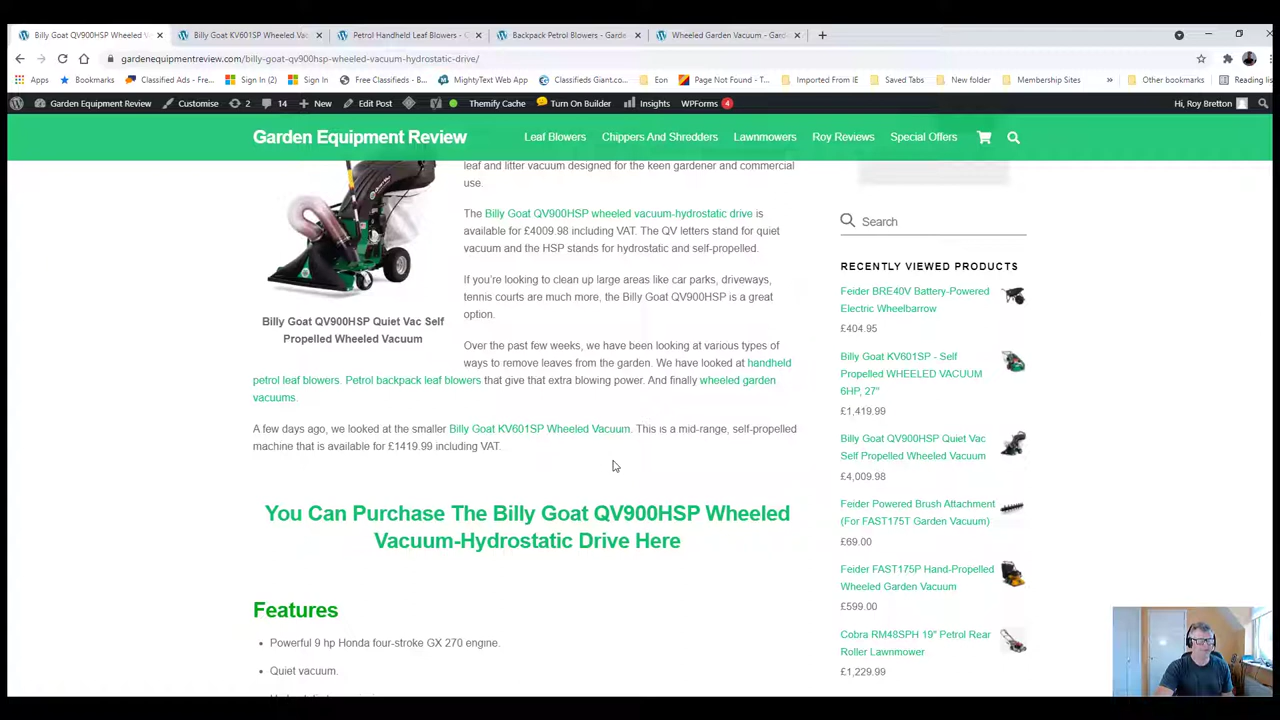 Billy Goat QV900HSP Wheeled V
Billy Goat KV601SP Wheeled Vac
Petrol Handheld Leaf Blowers - G
Backpack Petrol Blowers - Garde
Wheeled Garden Vacuum - Gard
gardenequipmentreview.com/billy-goat-qv900hsp-wheeled-vacuum-hydrostatic-drive/
Apps
Bookmarks
Classified Ads - Free...
Sign In (2)
Sign In
Free Classifieds - B...
MightyText Web App
Classifieds Giant.co...
Eon
Page Not Found - T...
Imported From IE
Saved Tabs
New folder
Membership Sites
Other bookmarks
Reading list
Garden Equipment Review
Customise
2
14
New
Edit Post
Themify Cache
Turn On Builder
Insights
WPForms 4
Hi, Roy Bretton
Garden Equipment Review
Leaf Blowers
Chippers And Shredders
Lawnmowers
Roy Reviews
Special Offers
leaf and litter vacuum designed for the keen gardener and commercial
use.
The Billy Goat QV900HSP wheeled vacuum-hydrostatic drive is
available for £4009.98 including VAT. The QV letters stand for quiet
vacuum and the HSP stands for hydrostatic and self-propelled.
If you're looking to clean up large areas like car parks, driveways,
tennis courts are much more, the Billy Goat QV900HSP is a great
option.
Billy Goat QV900HSP Quiet Vac Self
Propelled Wheeled Vacuum
Over the past few weeks, we have been looking at various types of
ways to remove leaves from the garden. We have looked at handheld
petrol leaf blowers. Petrol backpack leaf blowers that give that extra blowing power. And finally wheeled garden
vacuums.
A few days ago, we looked at the smaller Billy Goat KV601SP Wheeled Vacuum. This is a mid-range, self-propelled
machine that is available for £1419.99 including VAT.
You Can Purchase The Billy Goat QV900HSP Wheeled
Vacuum-Hydrostatic Drive Here
Features
Powerful 9 hp Honda four-stroke GX 270 engine.
Quiet vacuum.
Search
RECENTLY VIEWED PRODUCTS
Feider BRE40V Battery-Powered
Electric Wheelbarrow
£404.95
Billy Goat KV601SP - Self
Propelled WHEELED VACUUM
6HP, 27"
£1,419.99
Billy Goat QV900HSP Quiet Vac
Self Propelled Wheeled Vacuum
£4,009.98
Feider Powered Brush Attachment
(For FAST175T Garden Vacuum)
£69.00
Feider FAST175P Hand-Propelled
Wheeled Garden Vacuum
£599.00
Cobra RM48SPH 19" Petrol Rear
Roller Lawnmower
£1,229.99